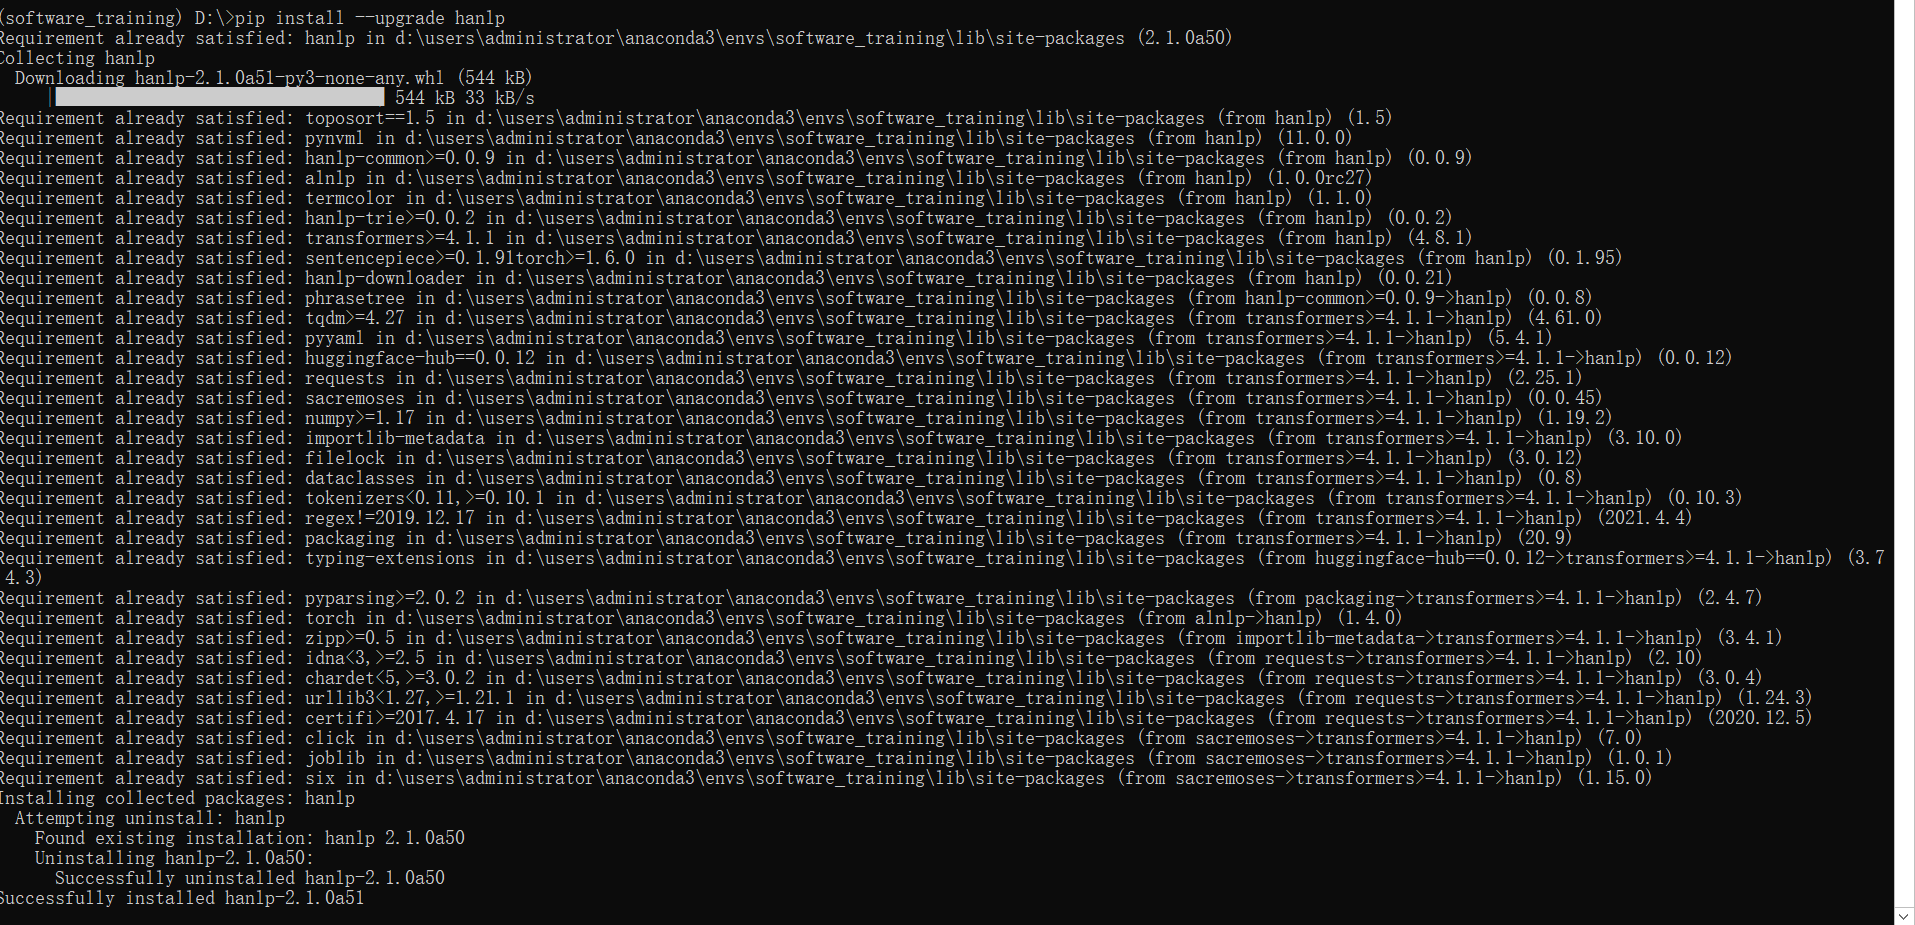 (software_training) D:\>pip install --upgrade hanlp
Requirement already satisfied: hanlp in d:\users\administrator\anaconda3\envs\software_training\lib\site-packages (2.1.0a50)
Collecting hanlp
Downloading hanlp-2.1.0a51-py3-none-any.whl (544 kB)
544 kB 33 kB/s
Requirement already satisfied: toposort==1.5 in d:\users\administrator\anaconda3\envs\software_training\lib\site-packages (from hanlp) (1.5)
Requirement already satisfied: pynvml in d:\users\administrator\anaconda3\envs\software_training\lib\site-packages (from hanlp) (11.0.0)
Requirement already satisfied: hanlp-common>=0.0.9 in d:\users\administrator\anaconda3\envs\software_training\lib\site-packages (from hanlp) (0.0.9)
Requirement already satisfied: alnlp in d:\users\administrator\anaconda3\envs\software_training\lib\site-packages (from hanlp) (1.0.0rc27)
Requirement already satisfied: termcolor in d:\users\administrator\anaconda3\envs\software_training\lib\site-packages (from hanlp) (1.1.0)
Requirement already satisfied: hanlp-trie>=0.0.2 in d:\users\administrator\anaconda3\envs\software_training\lib\site-packages (from hanlp) (0.0.2)
Requirement already satisfied: transformers>=4.1.1 in d:\users\administrator\anaconda3\envs\software_training\lib\site-packages (from hanlp) (4.8.1)
Requirement already satisfied: sentencepiece>=0.1.91torch>=1.6.0 in d:\users\administrator\anaconda3\envs\software_training\lib\site-packages (from hanlp) (0.1.95)
Requirement already satisfied: hanlp-downloader in d:\users\administrator\anaconda3\envs\software_training\lib\site-packages (from hanlp) (0.0.21)
Requirement already satisfied: phrasetree in d:\users\administrator\anaconda3\envs\software_training\lib\site-packages (from hanlp-common>=0.0.9->hanlp) (0.0.8)
Requirement already satisfied: tqdm>=4.27 in d:\users\administrator\anaconda3\envs\software_training\lib\site-packages (from transformers>=4.1.1->hanlp) (4.61.0)
Requirement already satisfied: pyyaml in d:\users\administrator\anaconda3\envs\software_training\lib\site-packages (from transformers>=4.1.1->hanlp) (5.4.1)
Requirement already satisfied: huggingface-hub==0.0.12 in d:\users\administrator\anaconda3\envs\software_training\lib\site-packages (from transformers>=4.1.1->hanlp) (0.0.12)
Requirement already satisfied: requests in d:\users\administrator\anaconda3\envs\software_training\lib\site-packages (from transformers>=4.1.1->hanlp) (2.25.1)
Requirement already satisfied: sacremoses in d:\users\administrator\anaconda3\envs\software_training\lib\site-packages (from transformers>=4.1.1->hanlp) (0.0.45)
Requirement already satisfied: numpy>=1.17 in d:\users\administrator\anaconda3\envs\software_training\lib\site-packages (from transformers>=4.1.1->hanlp) (1.19.2)
Requirement already satisfied: importlib-metadata in d:\users\administrator\anaconda3\envs\software_training\lib\site-packages (from transformers>=4.1.1->hanlp) (3.10.0)
Requirement already satisfied: filelock in d:\users\administrator\anaconda3\envs\software_training\lib\site-packages (from transformers>=4.1.1->hanlp) (3.0.12)
Requirement already satisfied: dataclasses in d:\users\administrator\anaconda3\envs\software_training\lib\site-packages (from transformers>=4.1.1->hanlp) (0.8)
Requirement already satisfied: tokenizers<0.11,>=0.10.1 in d:\users\administrator\anaconda3\envs\software_training\lib\site-packages (from transformers>=4.1.1->hanlp) (0.10.3)
Requirement already satisfied: regex!=2019.12.17 in d:\users\administrator\anaconda3\envs\software_training\lib\site-packages (from transformers>=4.1.1->hanlp) (2021.4.4)
Requirement already satisfied: packaging in d:\users\administrator\anaconda3\envs\software_training\lib\site-packages (from transformers>=4.1.1->hanlp) (20.9)
Requirement already satisfied: typing-extensions in d:\users\administrator\anaconda3\envs\software_training\lib\site-packages (from huggingface-hub==0.0.12->transformers>=4.1.1->hanlp) (3.7
.4.3)
Requirement already satisfied: pyparsing>=2.0.2 in d:\users\administrator\anaconda3\envs\software_training\lib\site-packages (from packaging->transformers>=4.1.1->hanlp) (2.4.7)
Requirement already satisfied: torch in d:\users\administrator\anaconda3\envs\software_training\lib\site-packages (from alnlp->hanlp) (1.4.0)
Requirement already satisfied: zipp>=0.5 in d:\users\administrator\anaconda3\envs\software_training\lib\site-packages (from importlib-metadata->transformers>=4.1.1->hanlp) (3.4.1)
Requirement already satisfied: idna<3,>=2.5 in d:\users\administrator\anaconda3\envs\software_training\lib\site-packages (from requests->transformers>=4.1.1->hanlp) (2.10)
Requirement already satisfied: chardet<5,>=3.0.2 in d:\users\administrator\anaconda3\envs\software_training\lib\site-packages (from requests->transformers>=4.1.1->hanlp) (3.0.4)
Requirement already satisfied: urllib3<1.27,>=1.21.1 in d:\users\administrator\anaconda3\envs\software_training\lib\site-packages (from requests->transformers>=4.1.1->hanlp) (1.24.3)
Requirement already satisfied: certifi>=2017.4.17 in d:\users\administrator\anaconda3\envs\software_training\lib\site-packages (from requests->transformers>=4.1.1->hanlp) (2020.12.5)
Requirement already satisfied: click in d:\users\administrator\anaconda3\envs\software_training\lib\site-packages (from sacremoses->transformers>=4.1.1->hanlp) (7.0)
Requirement already satisfied: joblib in d:\users\administrator\anaconda3\envs\software_training\lib\site-packages (from sacremoses->transformers>=4.1.1->hanlp) (1.0.1)
Requirement already satisfied: six in d:\users\administrator\anaconda3\envs\software_training\lib\site-packages (from sacremoses->transformers>=4.1.1->hanlp) (1.15.0)
Installing collected packages: hanlp
Attempting uninstall: hanlp
Found existing installation: hanlp 2.1.0a50
Uninstalling hanlp-2.1.0a50:
Successfully uninstalled hanlp-2.1.0a50
Successfully installed hanlp-2.1.0a51